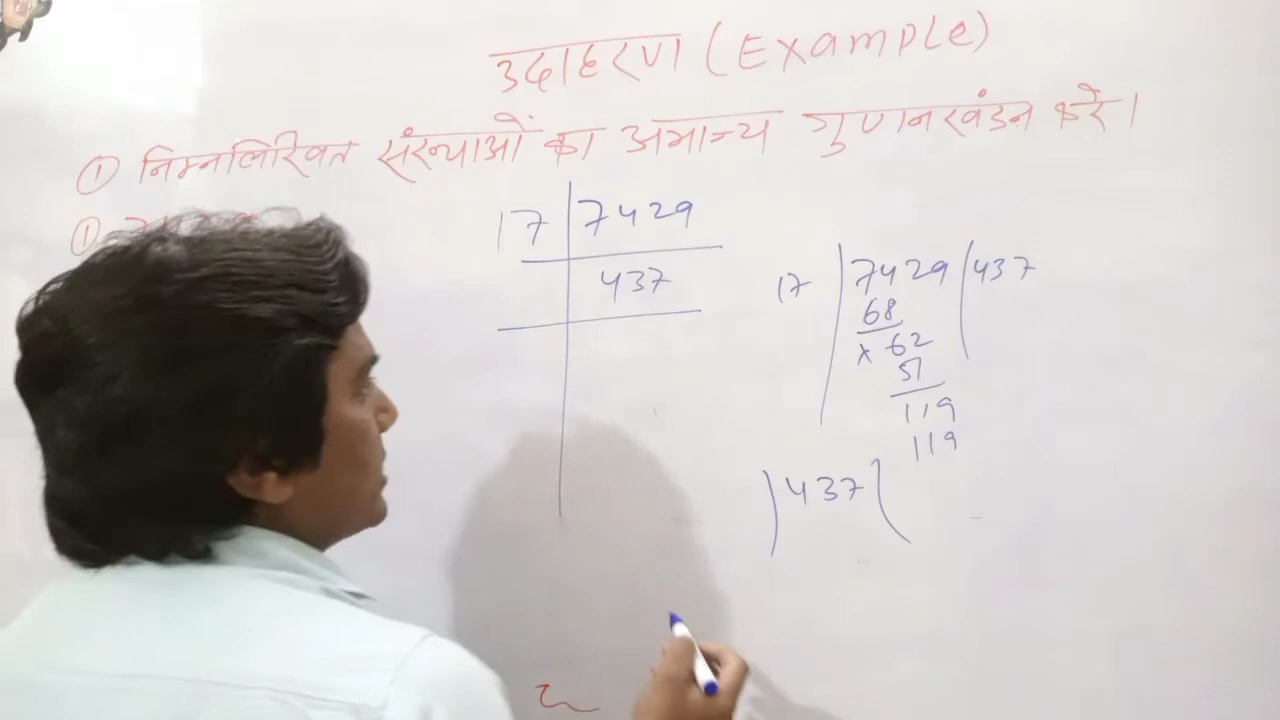 उदाहरण (Example)
① निम्नलिखित संख्याओं का अभाज्य गुणनखंडन करे।
①
17 7429
437
17 7429 437
68
x 62
51
119
119
)437(